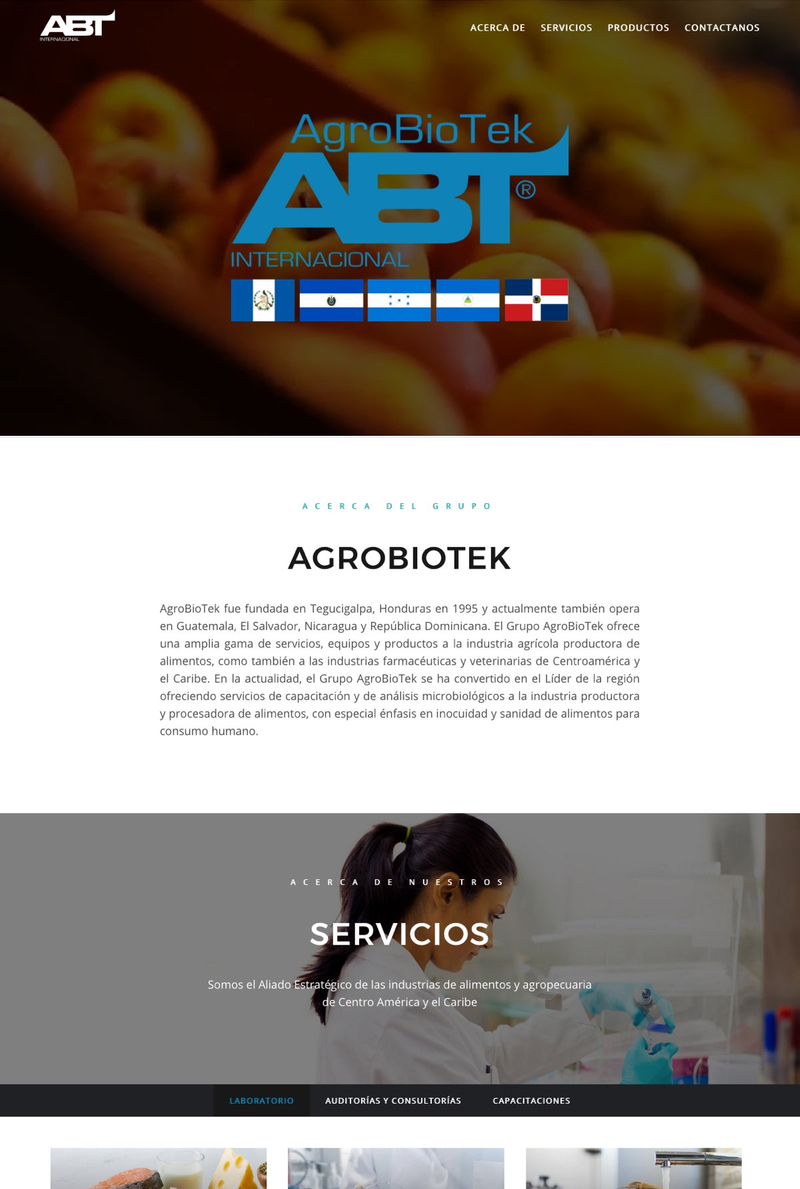 ABT
INTERNACIONAL
ACERCA DE SERVICIOS PRODUCTOS CONTACTANOS
AgroBioTek
ABT®
INTERNACIONAL
ACERCA DEL GRUPO
AGROBIOTEK
AgroBioTek fue fundada en Tegucigalpa, Honduras en 1995 y actualmente también opera
en Guatemala, El Salvador, Nicaragua y República Dominicana. El Grupo AgroBioTek ofrece
una amplia gama de servicios, equipos y productos a la industria agrícola productora de
alimentos, como también a las industrias farmacéuticas y veterinarias de Centroamérica y
el Caribe. En la actualidad, el Grupo AgroBioTek se ha convertido en el Líder de la región
ofreciendo servicios de capacitación y de análisis microbiológicos a la industria productora
y procesadora de alimentos, con especial énfasis en inocuidad y sanidad de alimentos para
consumo humano.
ACERCA DE NUESTROS
SERVICIOS
Somos el Aliado Estratégico de las industrias de alimentos y agropecuaria
de Centro América y el Caribe
LABORATORIO AUDITORÍAS Y CONSULTORÍAS CAPACITACIONES